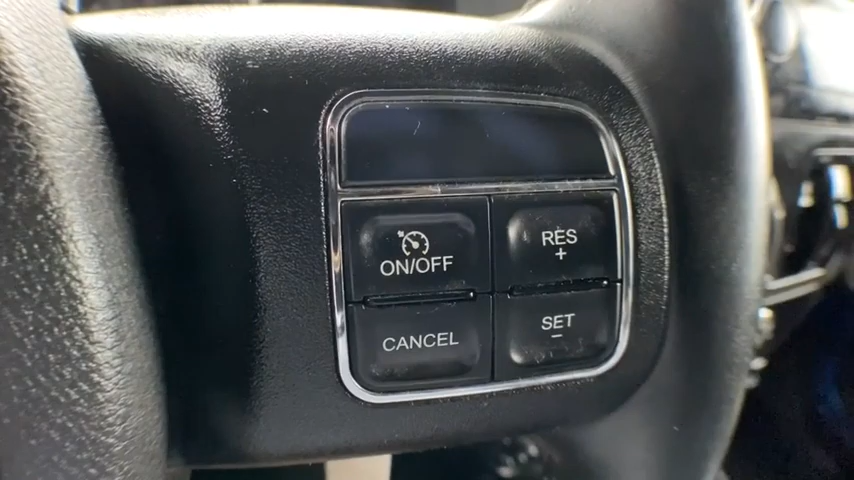 ON/OFF
RES
+
CANCEL
SET
–